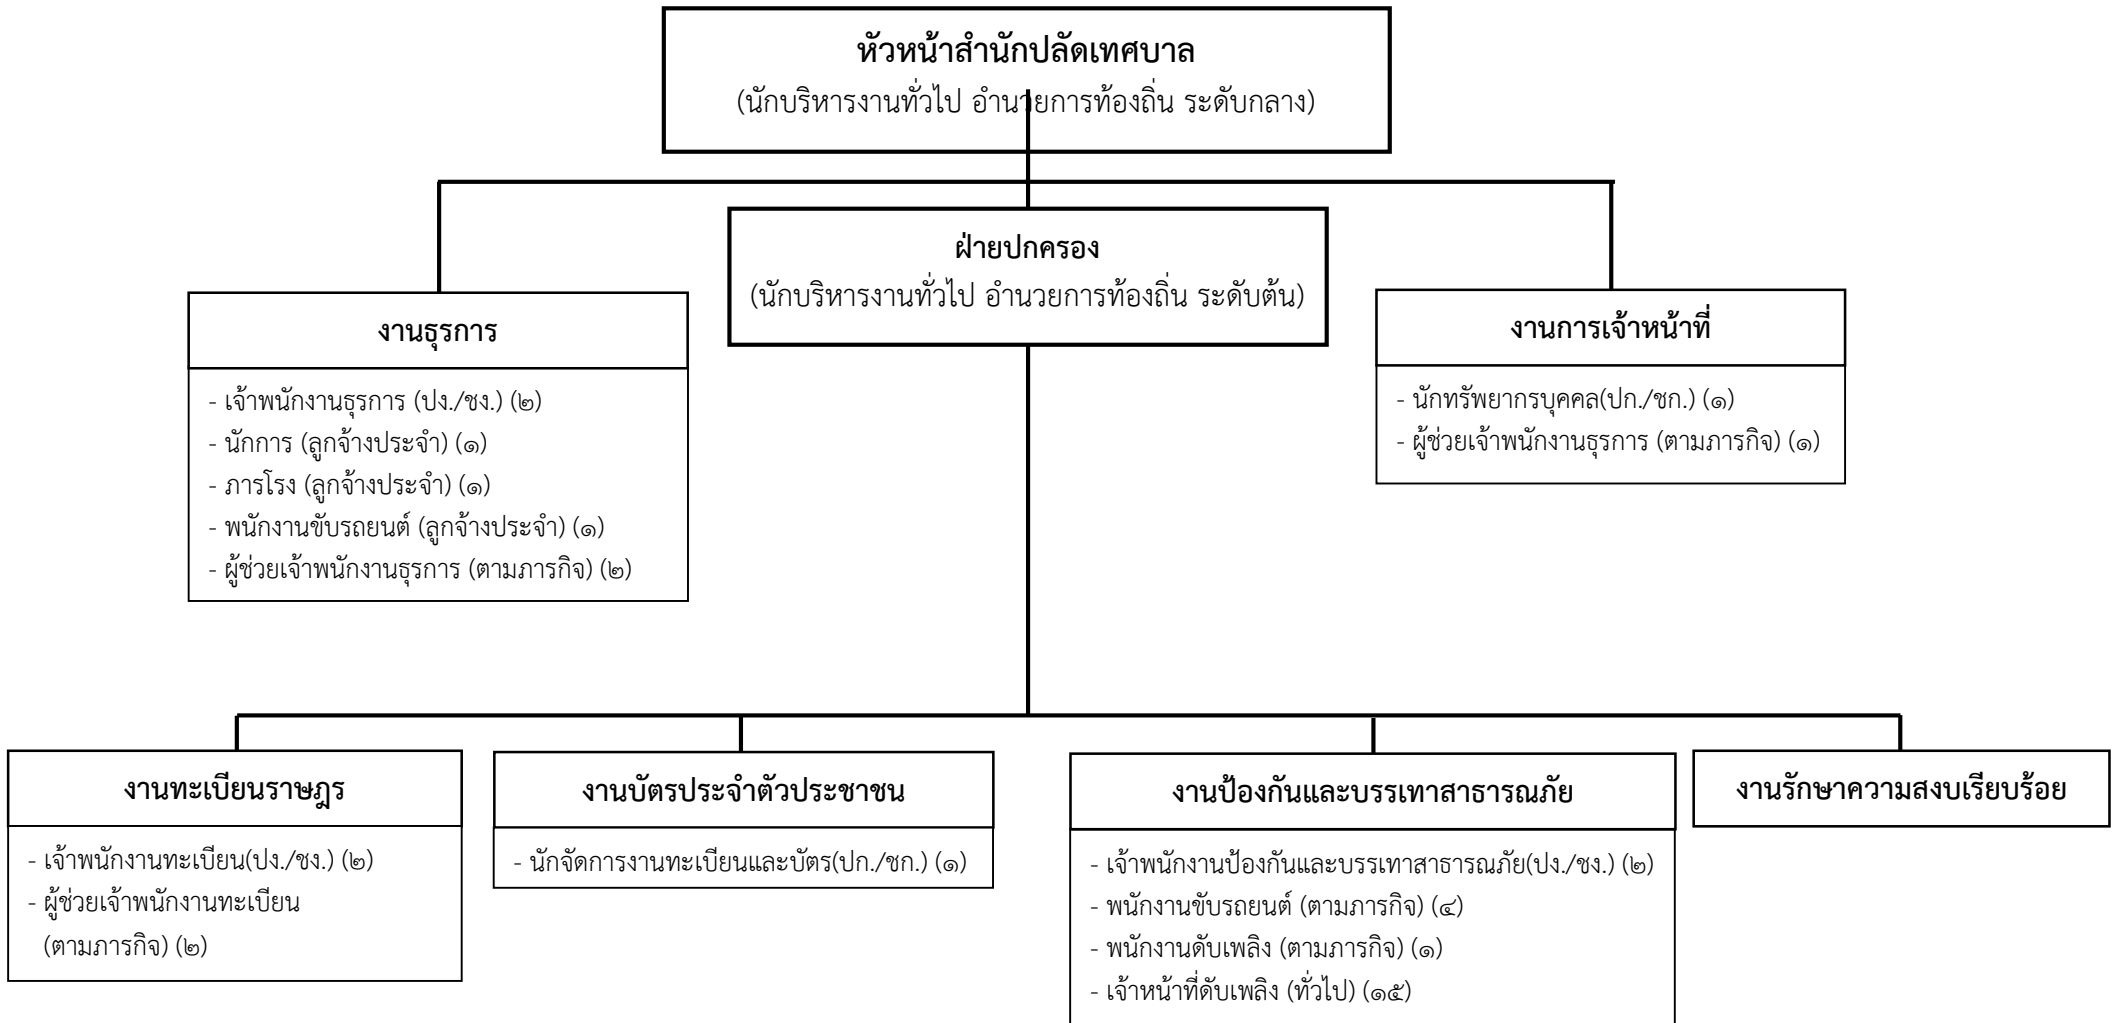 หัวหน้าสำนักปลัดเทศบาล
(นักบริหารงานทั่วไป อำนวยการท้องถิ่น ระดับกลาง)
ฝ่ายปกครอง
(นักบริหารงานทั่วไป อำนวยการท้องถิ่น ระดับต้น)
งานธุรการ
- เจ้าพนักงานธุรการ (ปง./ชง.) (๒)
- นักการ (ลูกจ้างประจำ) (๑)
- ภารโรง (ลูกจ้างประจำ) (๑)
- พนักงานขับรถยนต์ (ลูกจ้างประจำ) (๑)
- ผู้ช่วยเจ้าพนักงานธุรการ (ตามภารกิจ) (๒)
งานการเจ้าหน้าที่
- นักทรัพยากรบุคคล(ปก./ชก.) (๑)
- ผู้ช่วยเจ้าพนักงานธุรการ (ตามภารกิจ) (๑)
งานทะเบียนราษฎร
- เจ้าพนักงานทะเบียน(ปง./ชง.) (๒)
- ผู้ช่วยเจ้าพนักงานทะเบียน
(ตามภารกิจ) (๒)
งานบัตรประจำตัวประชาชน
- นักจัดการงานทะเบียนและบัตร(ปก./ชก.) (๑)
งานป้องกันและบรรเทาสาธารณภัย
- เจ้าพนักงานป้องกันและบรรเทาสาธารณภัย(ปง./ชง.) (๒)
- พนักงานขับรถยนต์ (ตามภารกิจ) (๔)
- พนักงานดับเพลิง (ตามภารกิจ) (๑)
- เจ้าหน้าที่ดับเพลิง (ทั่วไป) (๑๕)
งานรักษาความสงบเรียบร้อย